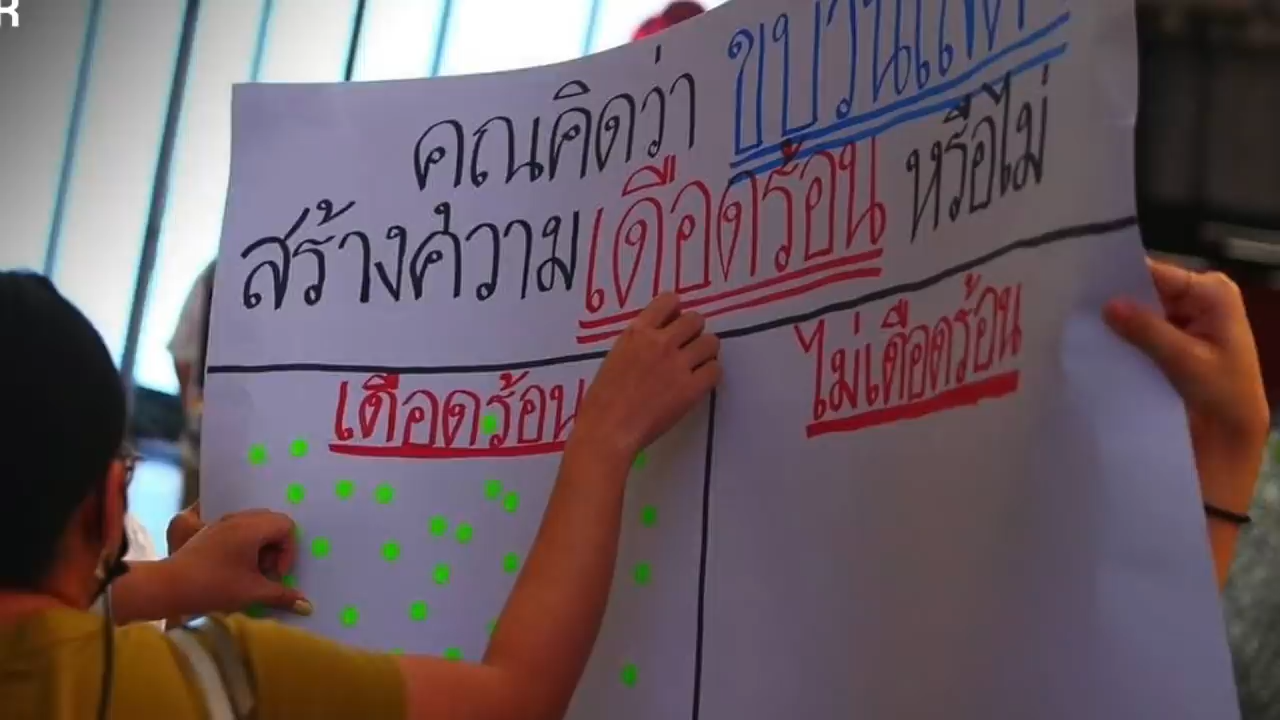 R
คุณคิดว่า ขบวนเสด็
สร้างความเดือดร้อน หรือไม่
เดือดร้อน
ไม่เดือดร้อน